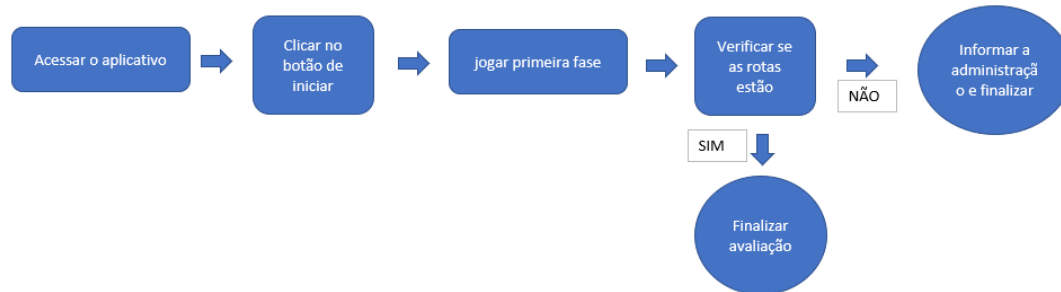 Acessar o aplicativo
Clicar no
botão de
iniciar
jogar primeira fase
Verificar se
as rotas
estão
NÃO
Informar a
administraçã
o e finalizar
SIM
Finalizar
avaliação